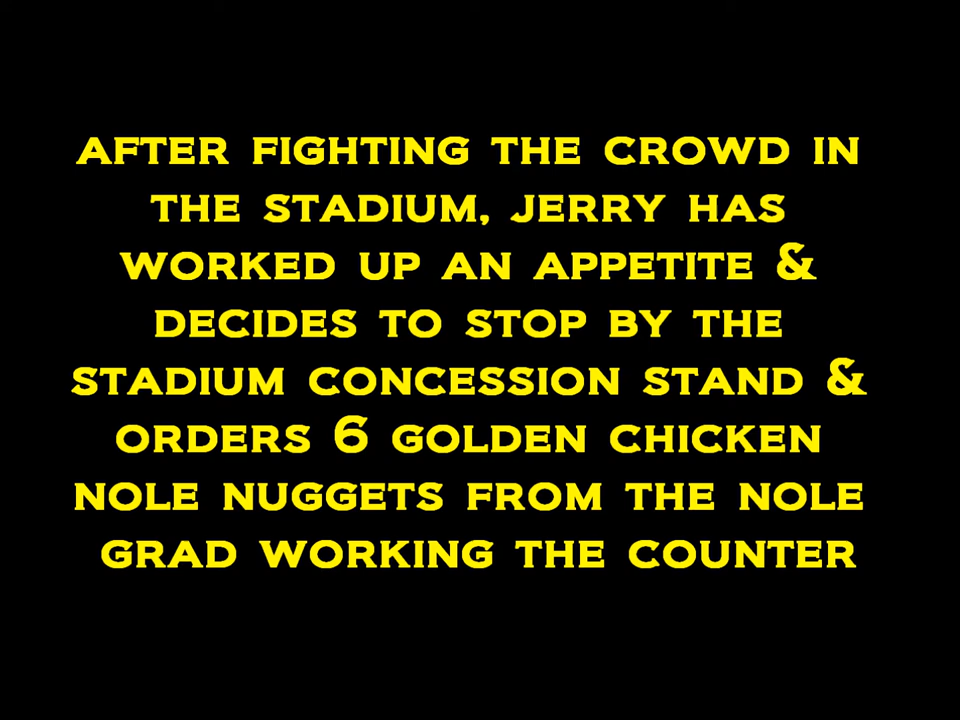 AFTER FIGHTING THE CROWD IN
THE STADIUM, JERRY HAS
WORKED UP AN APPETITE &
DECIDES TO STOP BY THE
STADIUM CONCESSION STAND &
ORDERS 6 GOLDEN CHICKEN
NOLE NUGGETS FROM THE NOLE
GRAD WORKING THE COUNTER